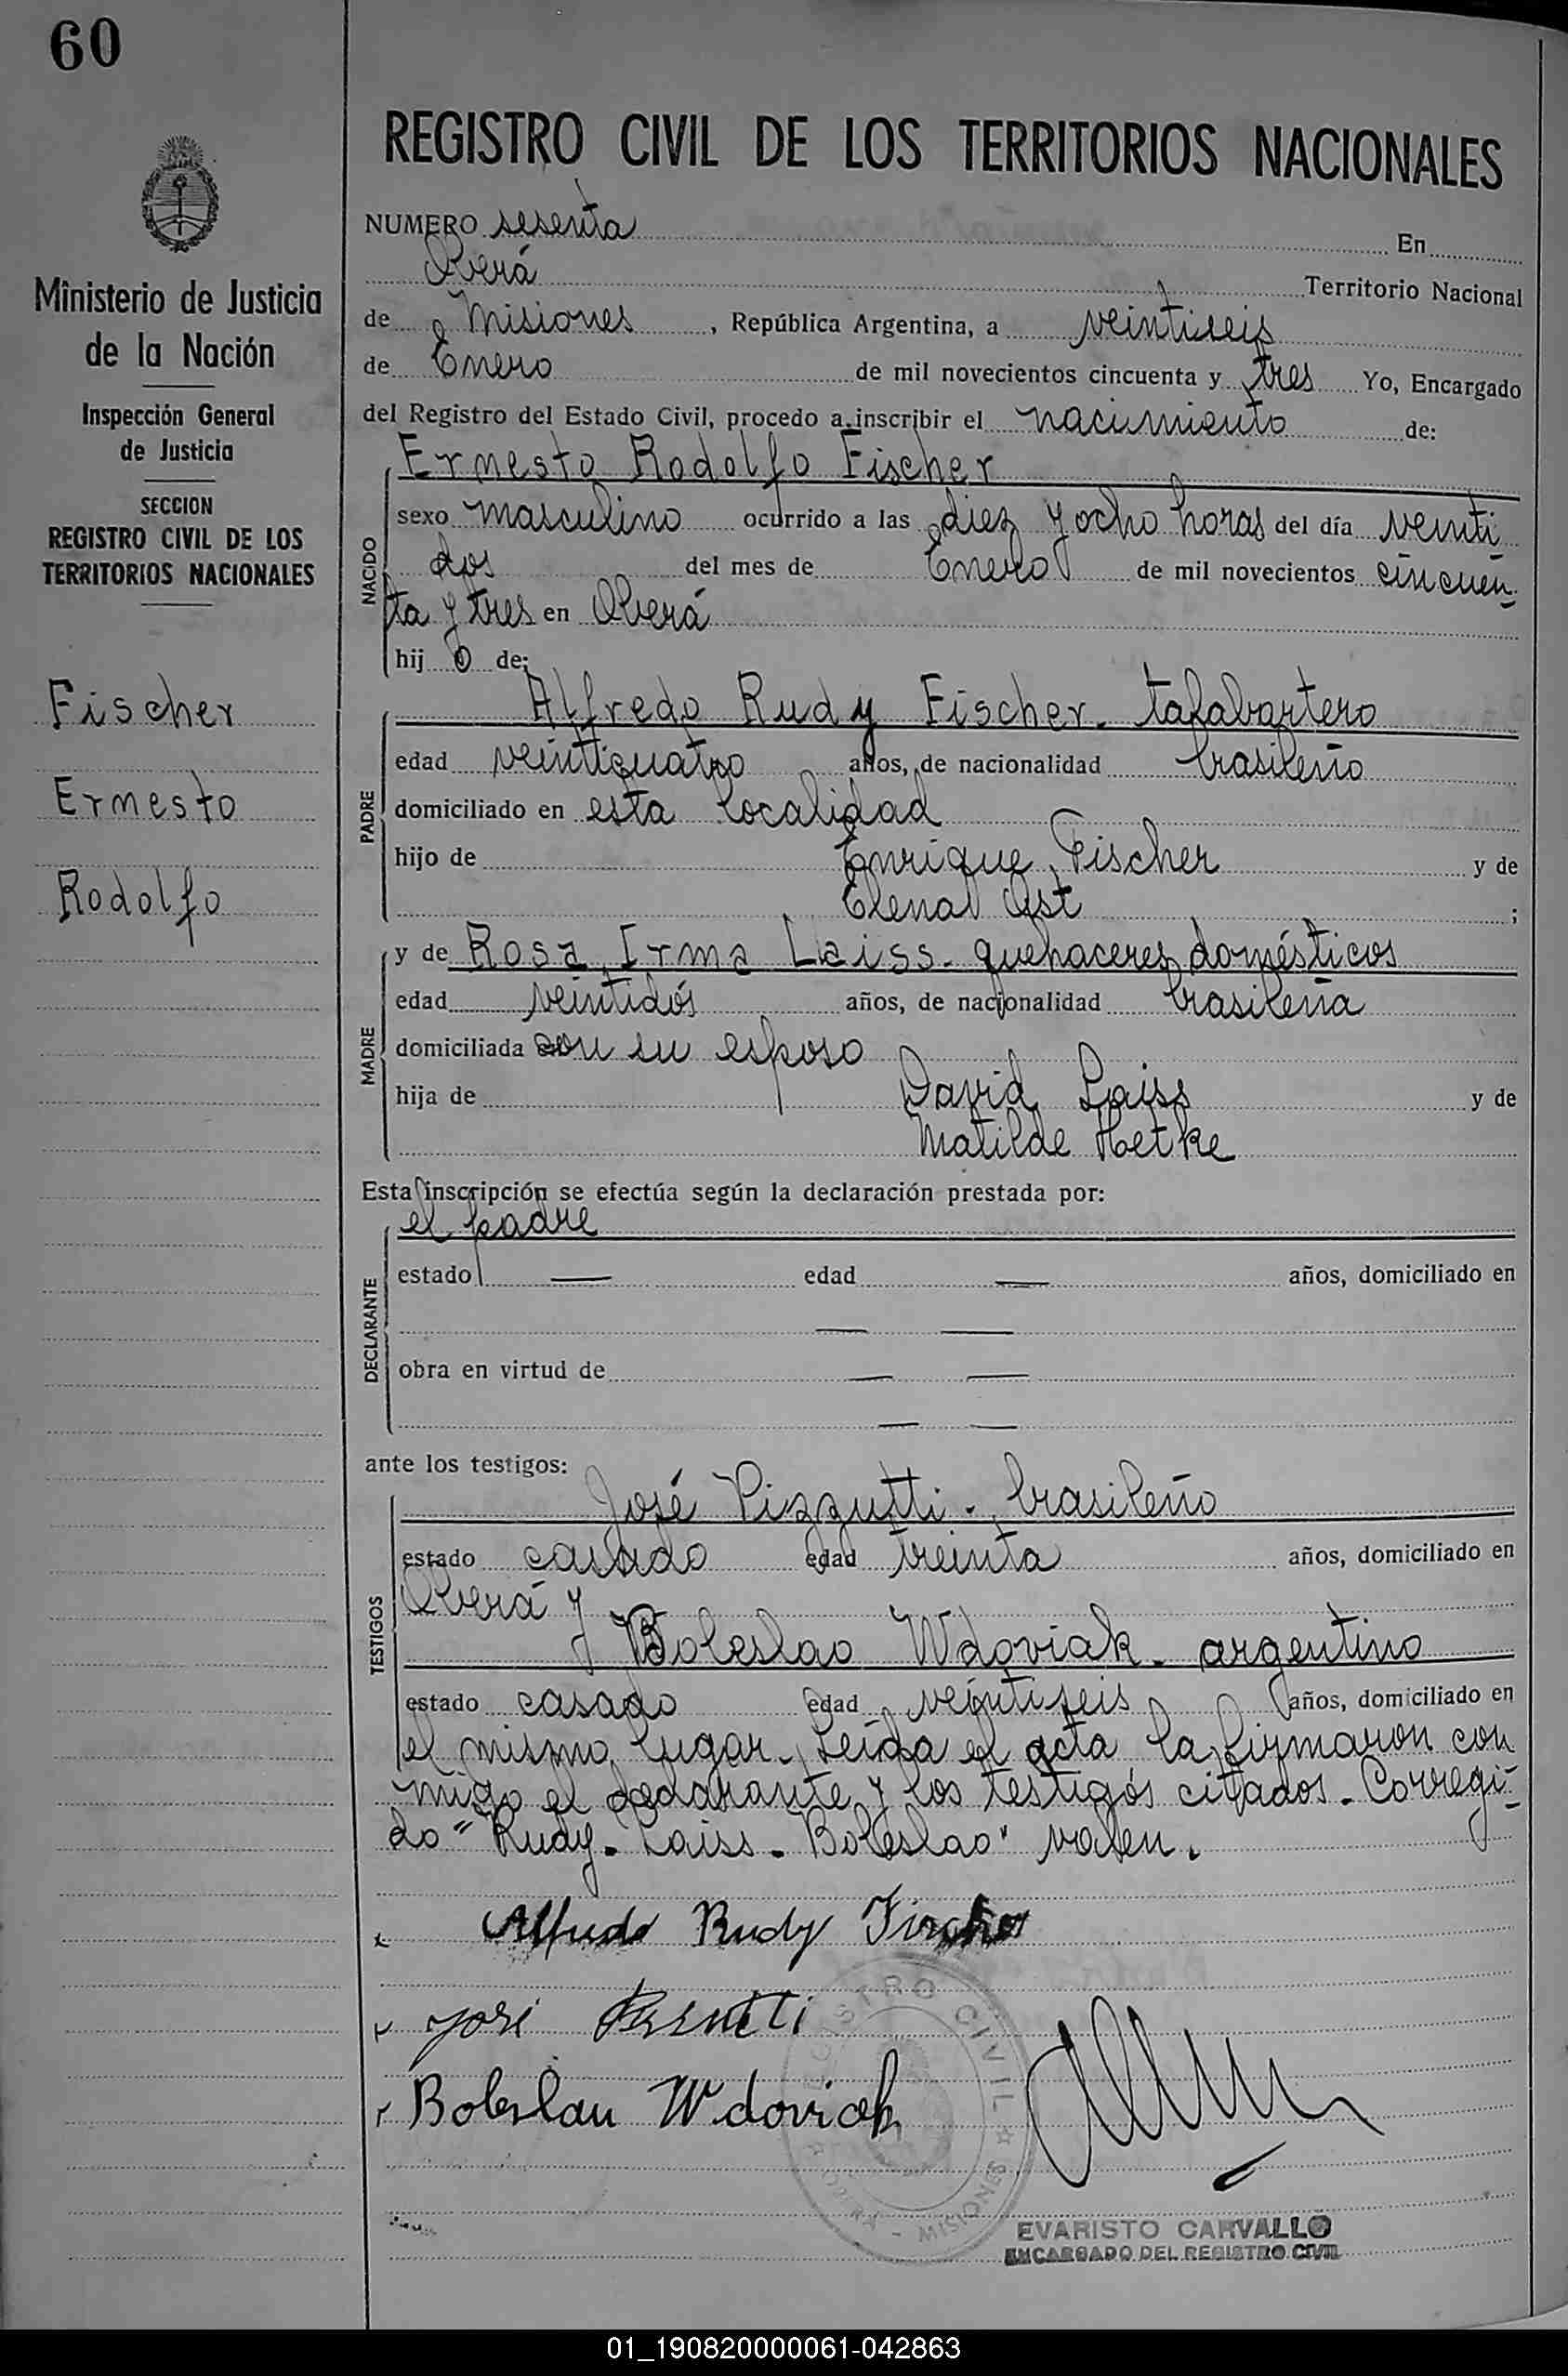 60
Ministerio de Justicia
de la Nación
Inspección General
de Justicia
SECCION
REGISTRO CIVIL DE LOS
TERRITORIOS NACIONALES
Fischer
Ernesto
Rodolfo
REGISTRO CIVIL DE LOS TERRITORIOS NACIONALES
NUMERO sesenta En
Oberá Territorio Nacional
de Misiones, República Argentina, a veintiseis
de Enero de mil novecientos cincuenta y tres Yo, Encargado
del Registro del Estado Civil, procedo a inscribir el nacimiento de:
Ernesto Rodolfo Fischer
NACIDO
sexo masculino ocurrido a las diez y ocho horas del día veinti
dos del mes de Enero de mil novecientos cincuen-
ta y tres en Oberá
hijo de:
Alfredo Rudy Fischer. talabartero
PADRE
edad veinticuatro años, de nacionalidad brasileño
domiciliado en esta localidad
hijo de Enrique Fischer y de
Elena Ost ;
y de Rosa Irma Laiss. quehaceres domésticos
MADRE
edad veintidós años, de nacionalidad brasileña
domiciliada con su esposo
hija de David Laiss y de
Matilde Hetke
Esta inscripción se efectúa según la declaración prestada por:
el padre
DECLARANTE
estado — edad — años, domiciliado en
— —
obra en virtud de — —
— —
ante los testigos:
TESTIGOS
José Pizzutti. brasileño
estado casado edad treinta años, domiciliado en
Oberá y
Boleslao Wdoviak. argentino
estado casado edad veintiseis años, domiciliado en
el mismo lugar. Leída el acta la firmaron con
migo el declarante y los testigos citados. Corregi-
do "Rudy. Laiss. Boleslao" valen.
Alfredo Rudy Fischer
José
Boleslau Wdoviak
REGISTRO CIVIL
OBERA - MISIONES
EVARISTO CARVALLO
ENCARGADO DEL REGISTRO CIVIL
01_190820000061-042863